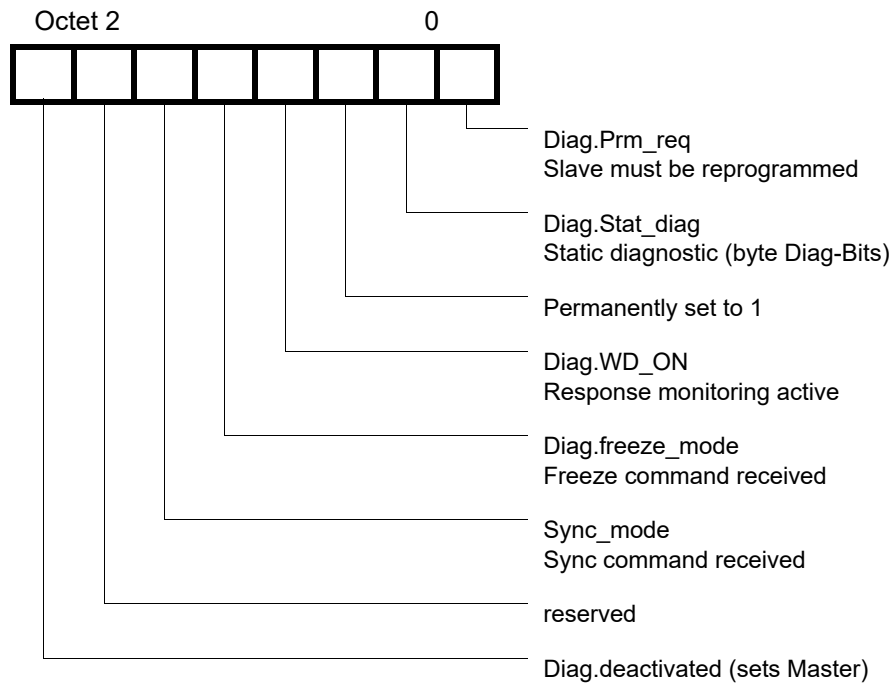 Octet 2 0
Diag.Prm_req
Slave must be reprogrammed
Diag.Stat_diag
Static diagnostic (byte Diag-Bits)
Permanently set to 1
Diag.WD_ON
Response monitoring active
Diag.freeze_mode
Freeze command received
Sync_mode
Sync command received
reserved
Diag.deactivated (sets Master)